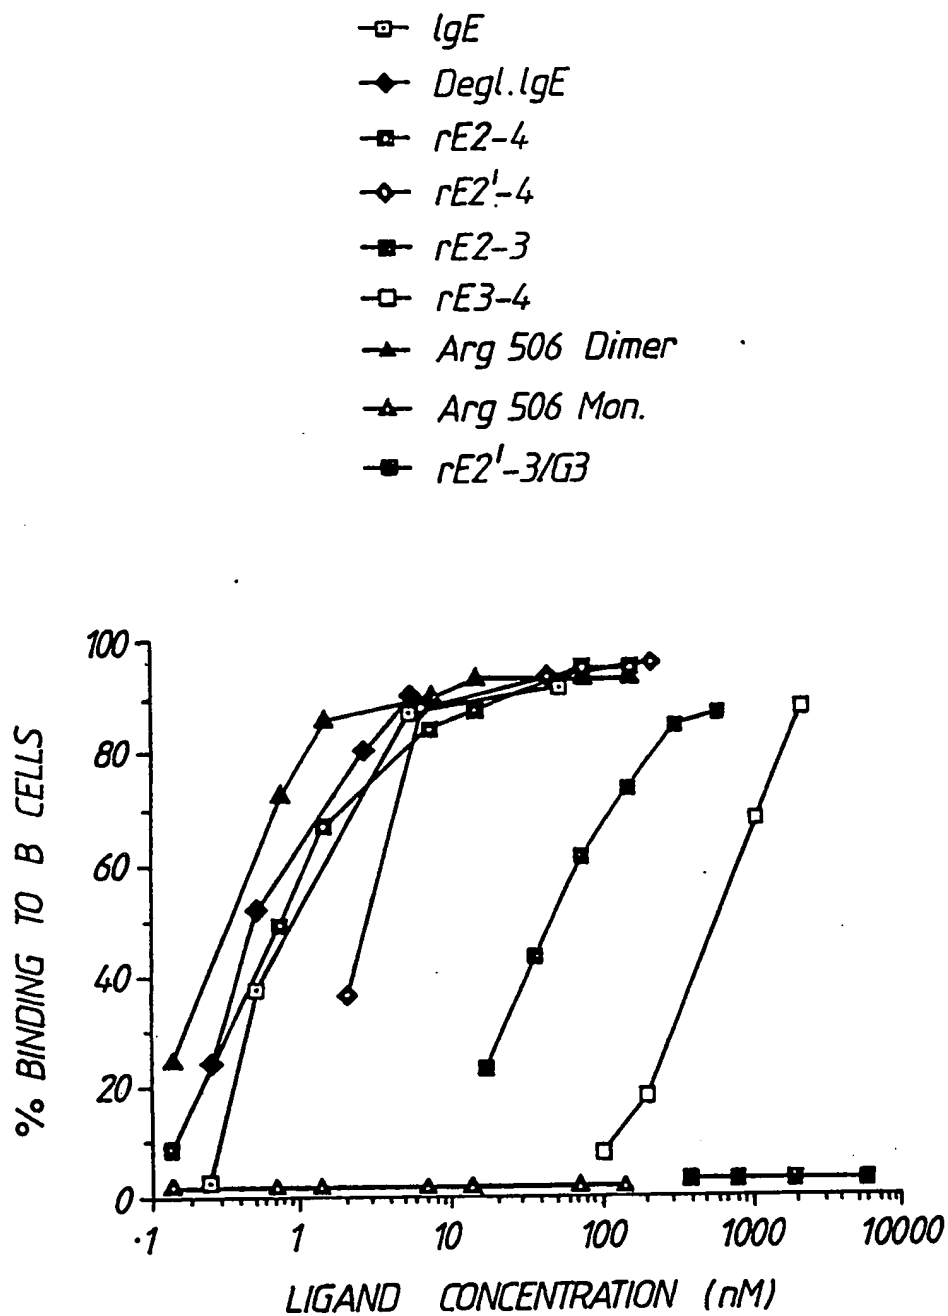 IgE
Degl.IgE
rE2-4
rE2'-4
rE2-3
rE3-4
Arg 506 Dimer
Arg 506 Mon.
rE2'-3/G3
100
80
60
40
20
0
% BINDING TO B CELLS
·1 1 10 100 1000 10000
LIGAND CONCENTRATION (nM)